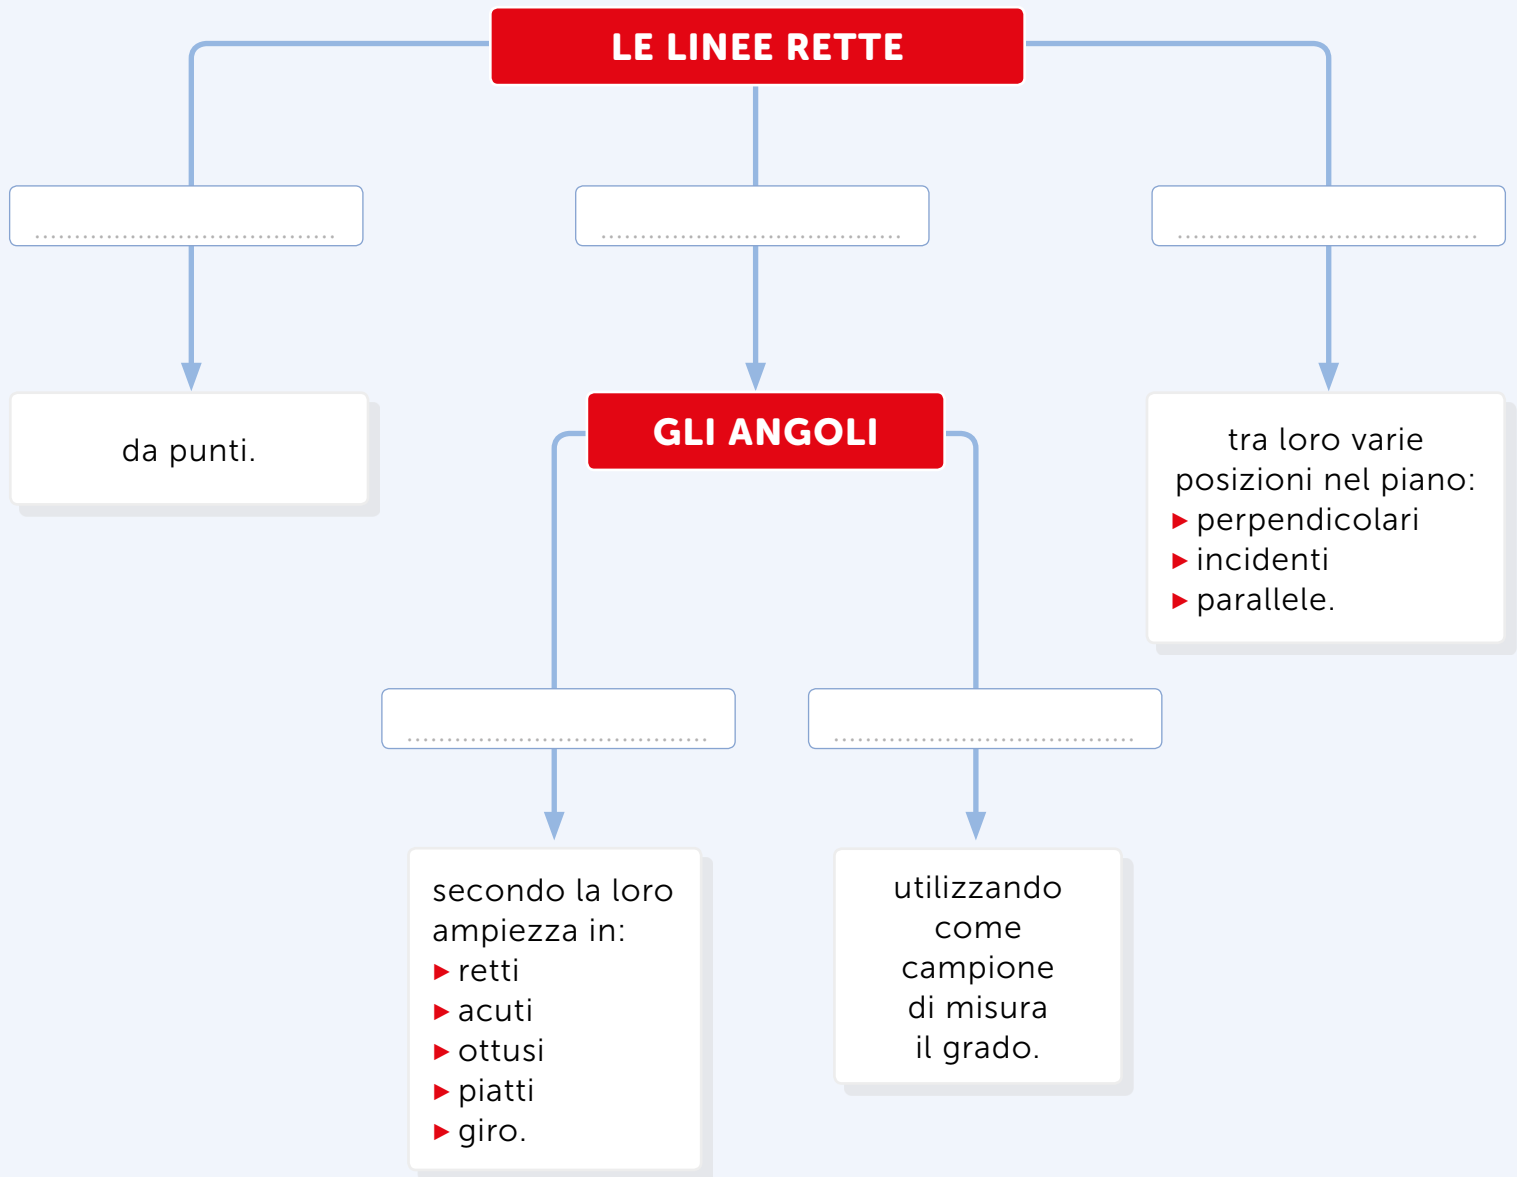 LE LINEE RETTE
da punti.
GLI ANGOLI
tra loro varie
posizioni nel piano:
▸ perpendicolari
▸ incidenti
▸ parallele.
secondo la loro
ampiezza in:
▸ retti
▸ acuti
▸ ottusi
▸ piatti
▸ giro.
utilizzando
come
campione
di misura
il grado.